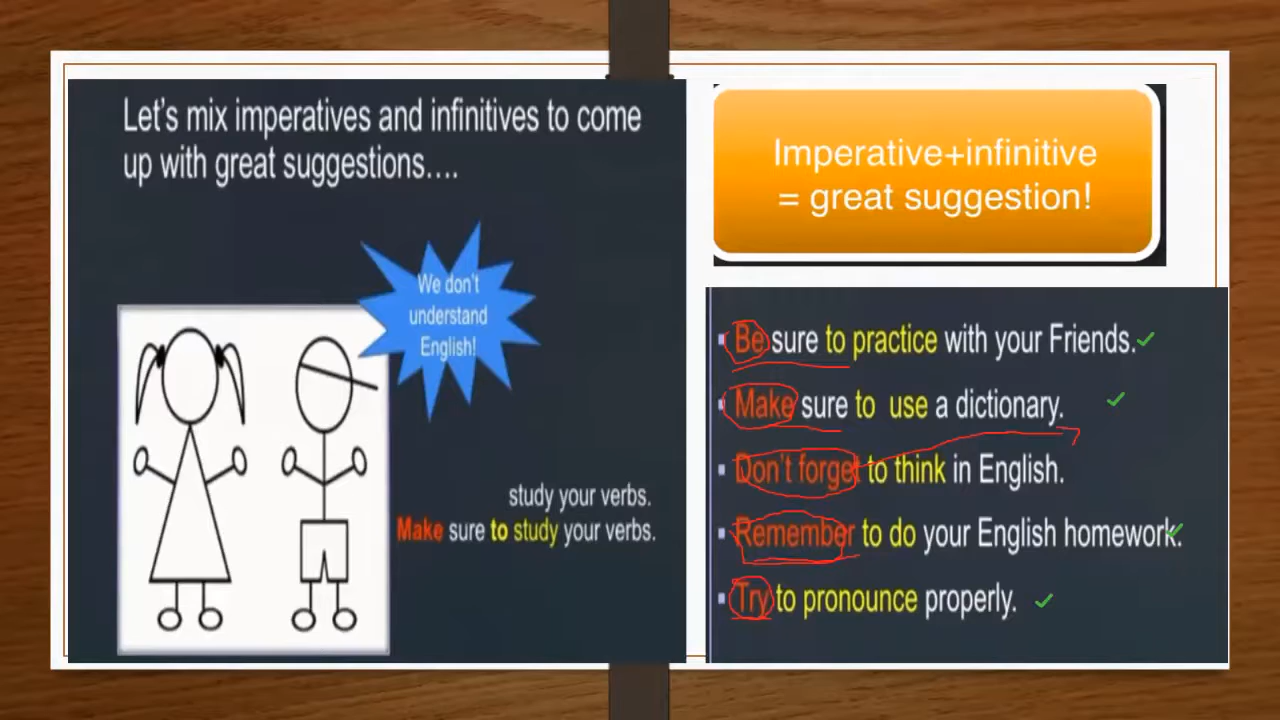 Let's mix imperatives and infinitives to come
up with great suggestions....
We don't
understand
English!
study your verbs.
Make sure to study your verbs.
Imperative+infinitive
= great suggestion!
Be sure to practice with your Friends.
Make sure to use a dictionary.
Don't forget to think in English.
Remember to do your English homework.
Try to pronounce properly.